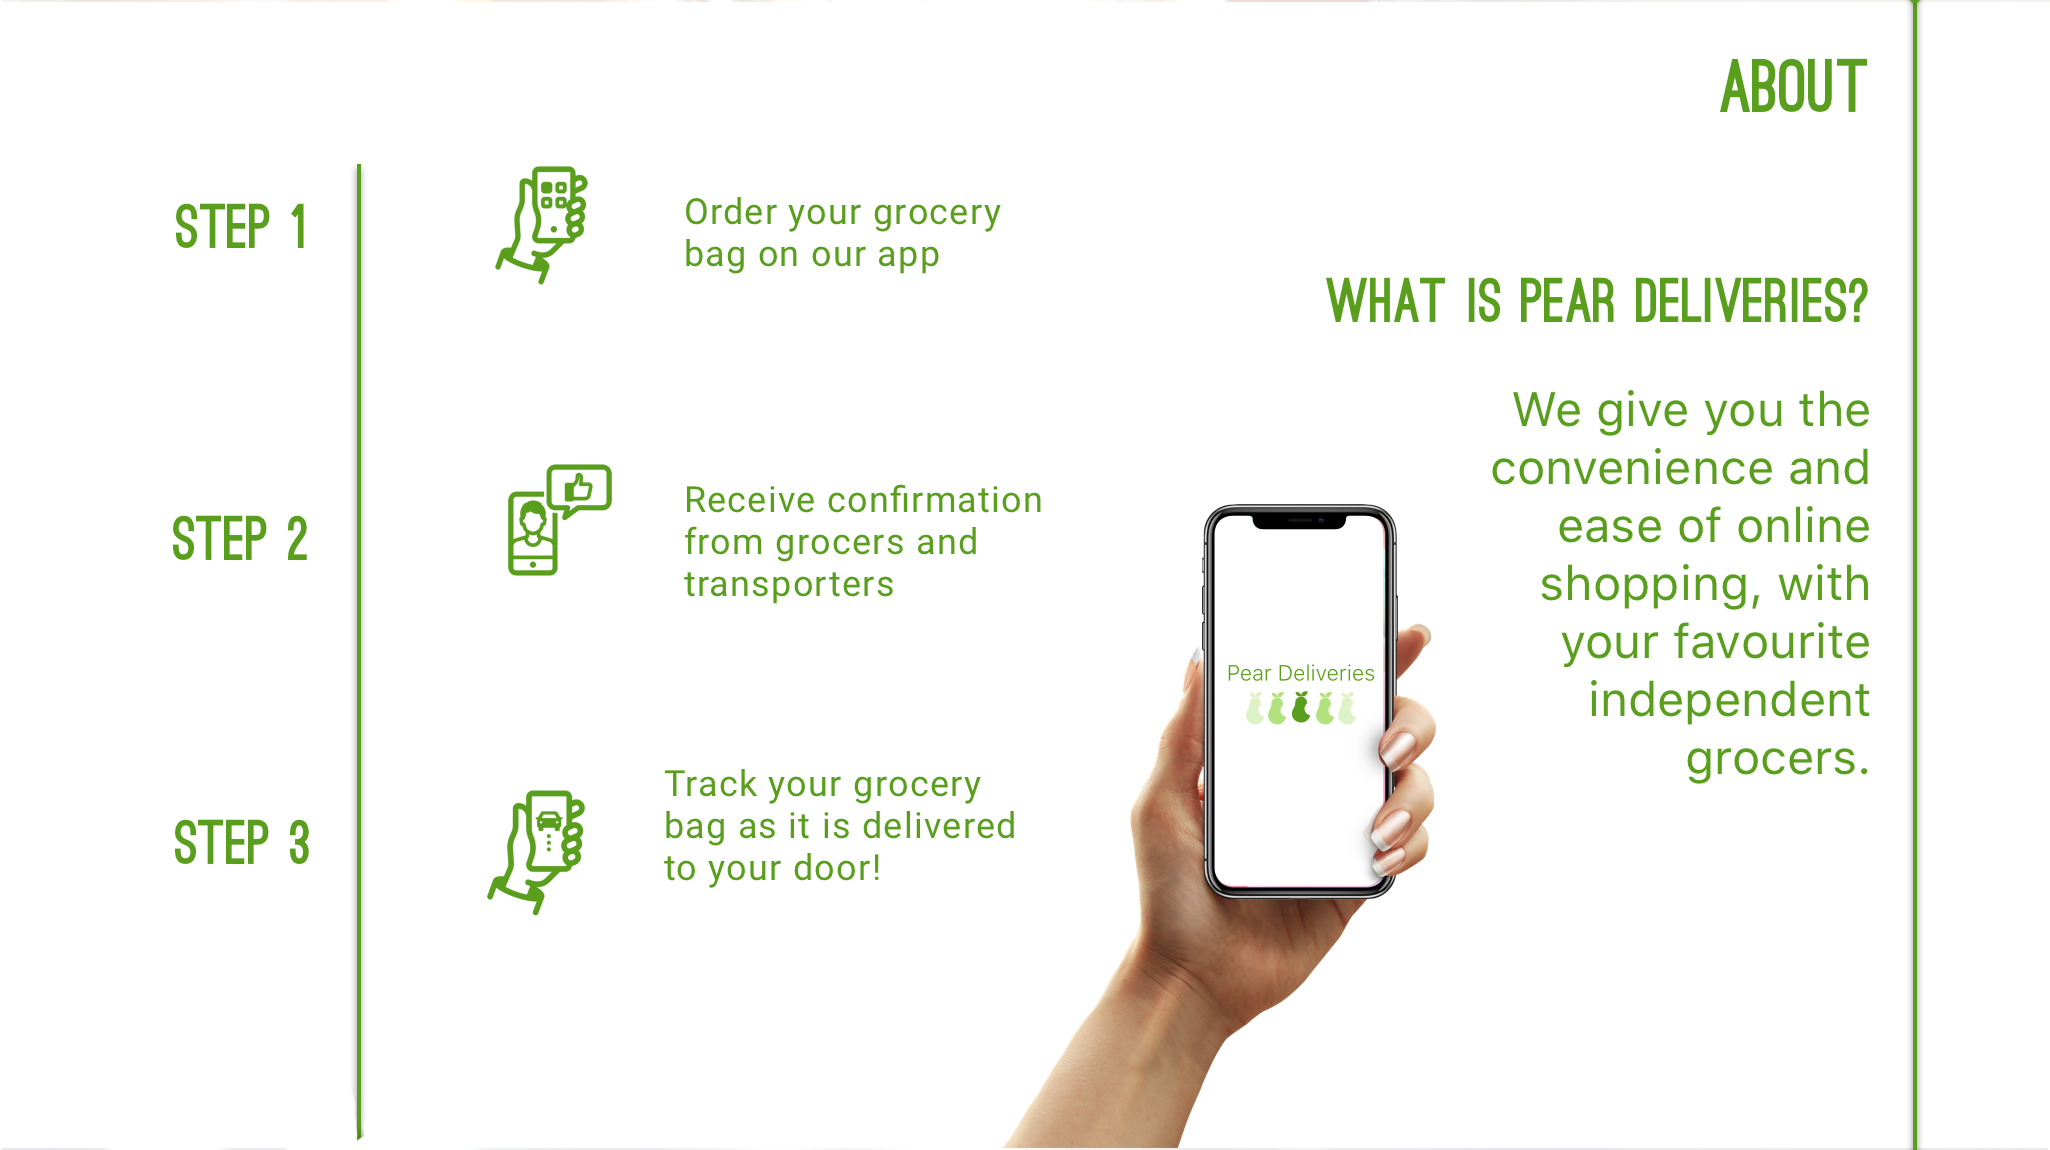 ABOUT
STEP 1
Order your grocery
bag on our app
STEP 2
Receive confirmation
from grocers and
transporters
STEP 3
Track your grocery
bag as it is delivered
to your door!
WHAT IS PEAR DELIVERIES?
We give you the
convenience and
ease of online
shopping, with
your favourite
independent
grocers.
Pear Deliveries